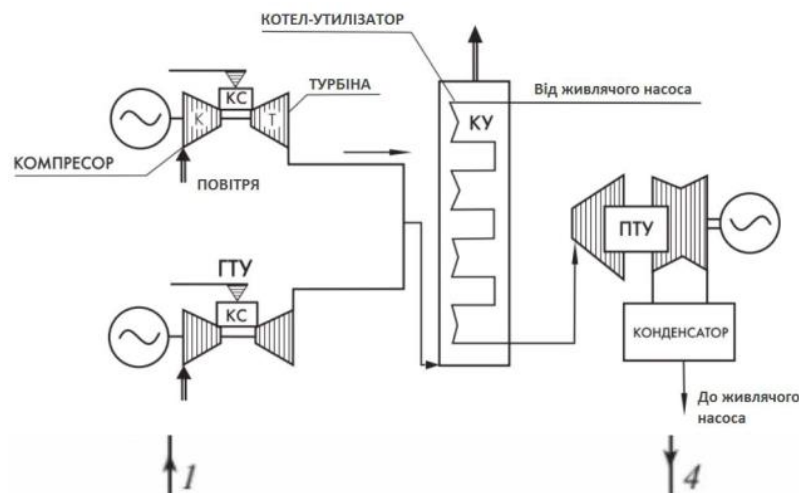 КОТЕЛ-УТИЛІЗАТОР
КС
ТУРБІНА
Від живлячого насоса
К
Т
КУ
КОМПРЕСОР
ПОВІТРЯ
ПТУ
ГТУ
КС
КОНДЕНСАТОР
До живлячого
насоса
1
4